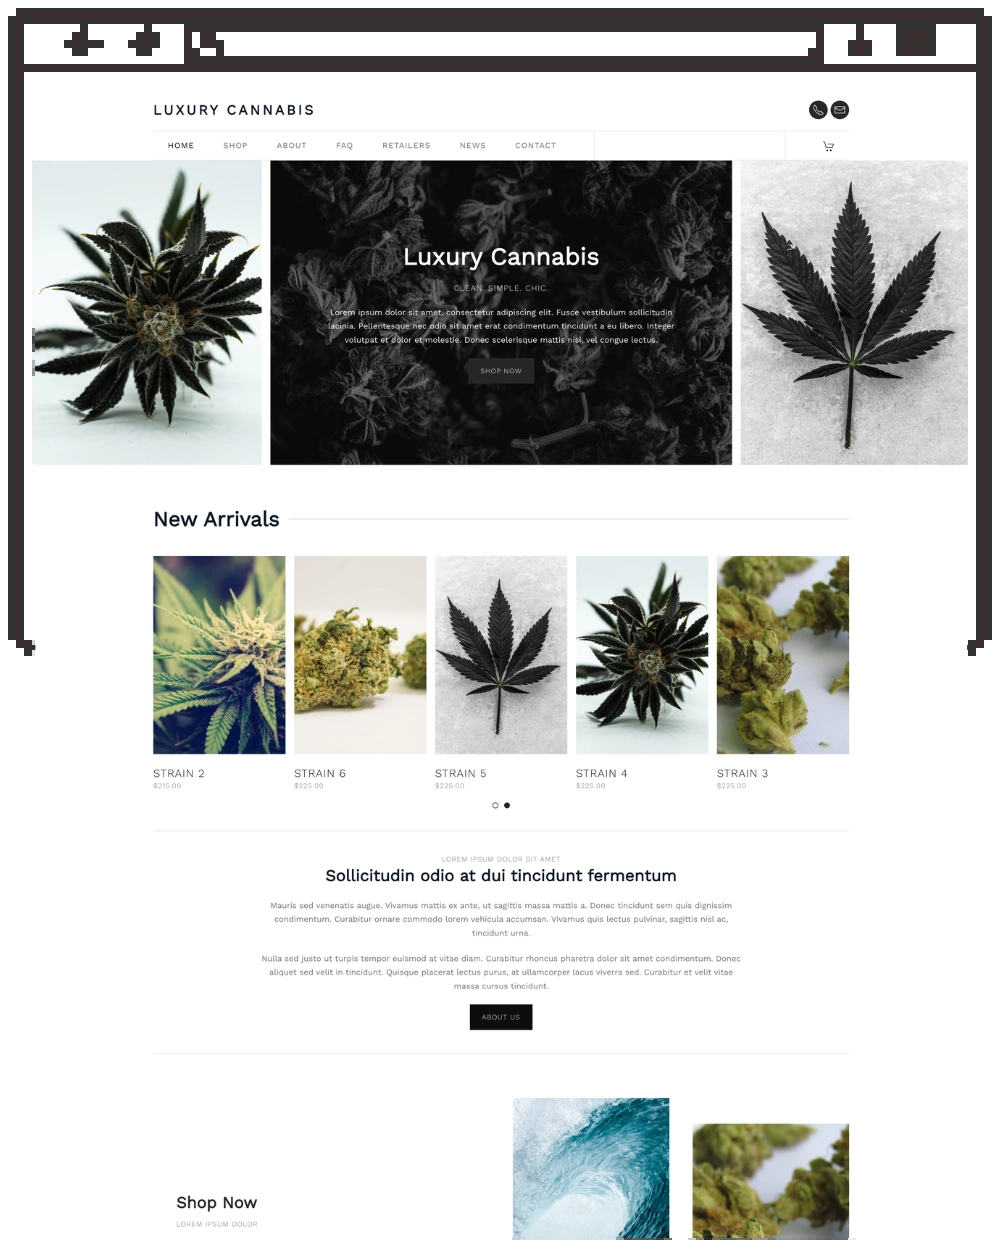 LUXURY CANNABIS
HOME SHOP ABOUT FAQ RETAILERS NEWS CONTACT
Luxury Cannabis
CLEAN. SIMPLE. CHIC.
Lorem ipsum dolor sit amet, consectetur adipiscing elit. Fusce vestibulum sollicitudin
lacinia. Pellentesque nec odio sit amet erat condimentum tincidunt a eu libero. Integer
volutpat et dolor et molestie. Donec scelerisque mattis nisi, vel congue lectus.
SHOP NOW
New Arrivals
STRAIN 2
$215.00
STRAIN 6
$225.00
STRAIN 5
$225.00
STRAIN 4
$225.00
STRAIN 3
$225.00
LOREM IPSUM DOLOR SIT AMET
Sollicitudin odio at dui tincidunt fermentum
Mauris sed venenatis augue. Vivamus mattis ex ante, ut sagittis massa mattis a. Donec tincidunt sem quis dignissim
condimentum. Curabitur ornare commodo lorem vehicula accumsan. Vivamus quis lectus pulvinar, sagittis nisl ac,
tincidunt urna.
Nulla sed justo ut turpis tempor euismod at vitae diam. Curabitur rhoncus pharetra dolor sit amet condimentum. Donec
aliquet sed velit in tincidunt. Quisque placerat lectus purus, at ullamcorper lacus viverra sed. Curabitur et velit vitae
massa cursus tincidunt.
ABOUT US
Shop Now
LOREM IPSUM DOLOR